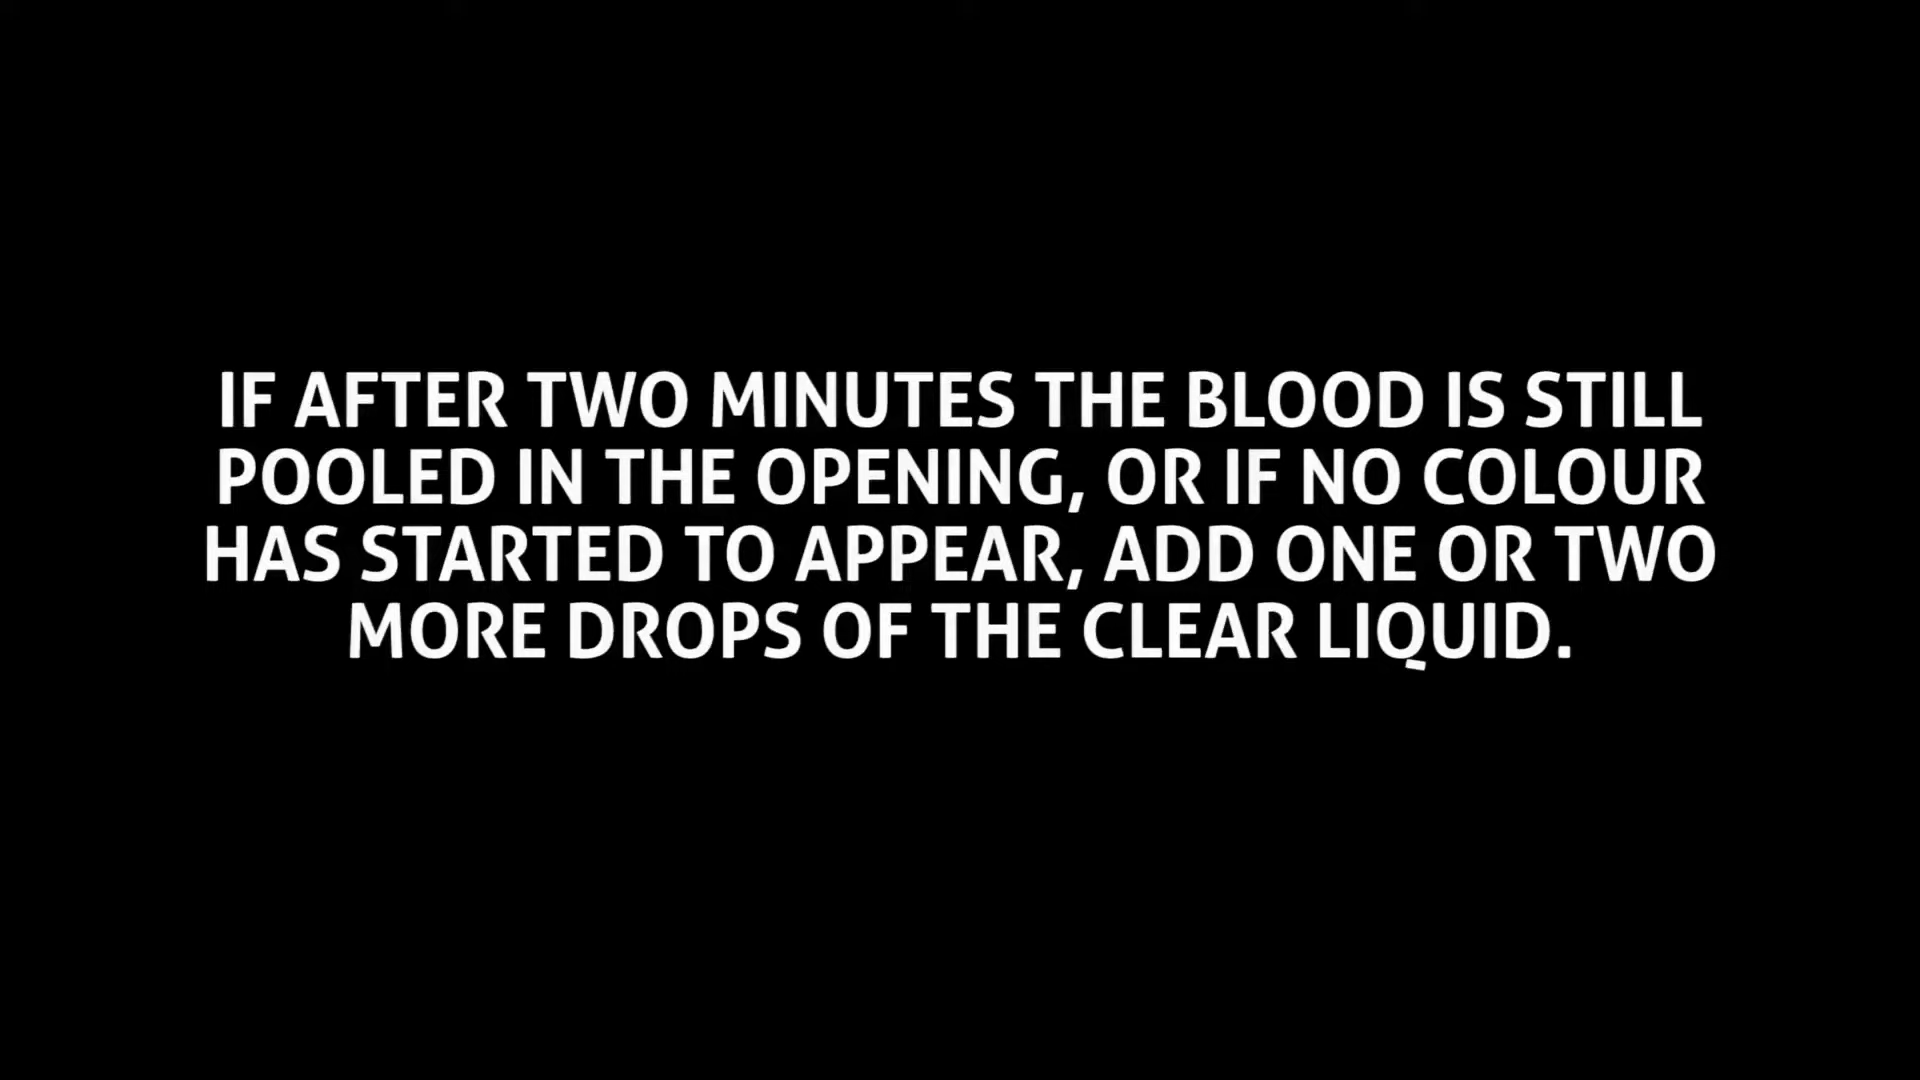 IF AFTER TWO MINUTES THE BLOOD IS STILL
POOLED IN THE OPENING, OR IF NO COLOUR
HAS STARTED TO APPEAR, ADD ONE OR TWO
MORE DROPS OF THE CLEAR LIQUID.